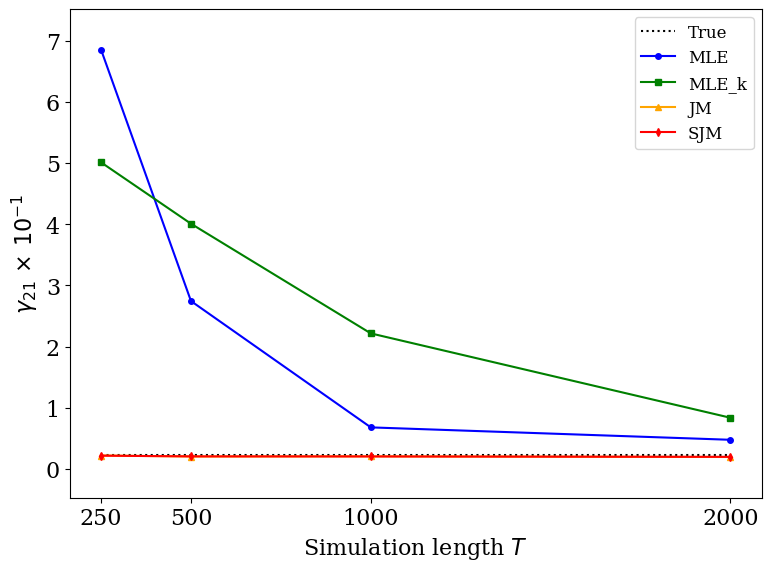 True
MLE
MLE_k
JM
SJM
7
6
5
4
3
2
1
0
γ₂₁ × 10⁻¹
250 500 1000 2000
Simulation length T